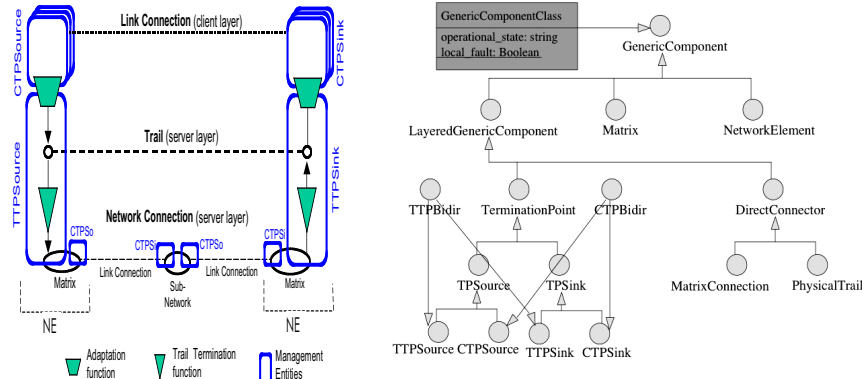 Link Connection (client layer)
CTPSource
CTPSink
Trail (server layer)
TTPSource
TTPSink
Network Connection (server layer)
CTPSo
CTPSi
CTPSo
CTPSi
Link Connection
Link Connection
Matrix
Sub-
Network
Matrix
NE
NE
Adaptation
function
Trail Termination
function
Management
Entities
GenericComponentClass
operational_state: string
local_fault: Boolean
GenericComponent
LayeredGenericComponent
Matrix
NetworkElement
TTPBidir
TerminationPoint
CTPBidir
DirectConnector
TPSource
TPSink
MatrixConnection
PhysicalTrail
TTPSource
CTPSource
TTPSink
CTPSink